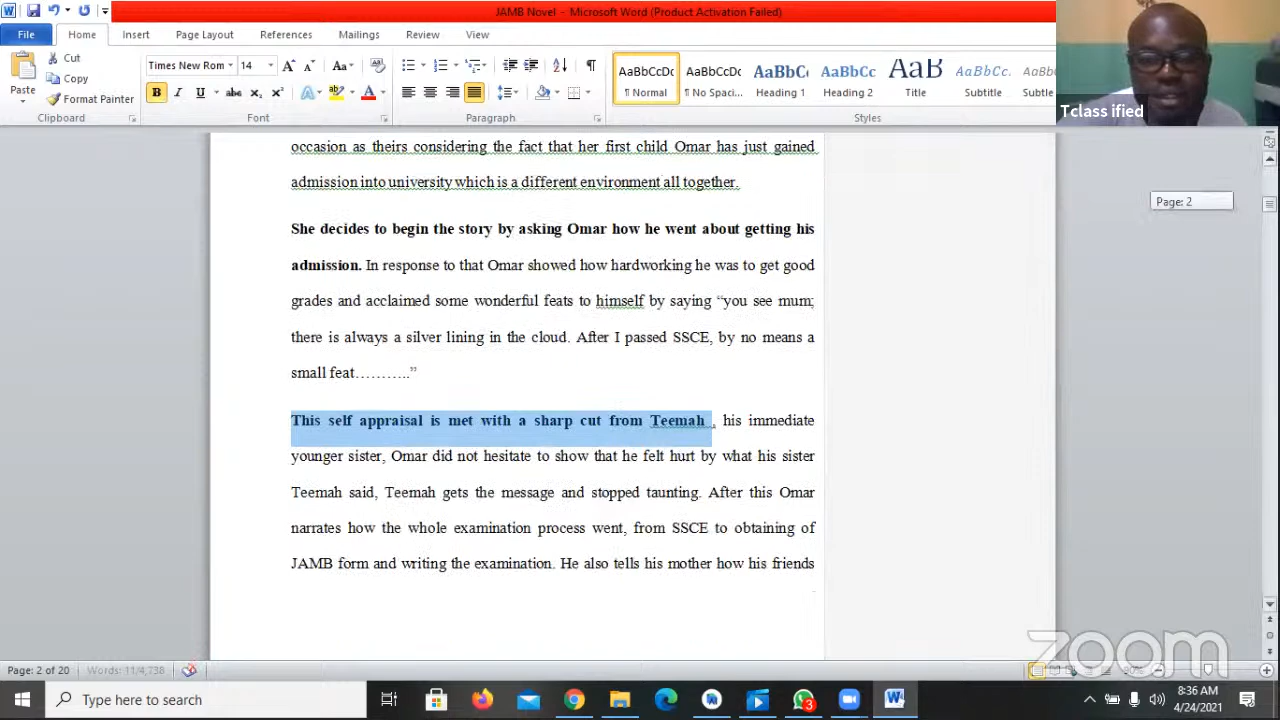 JAMB Novel - Microsoft Word (Product Activation Failed)
File Home Insert Page Layout References Mailings Review View
Tclass ified
Cut
Copy
Format Painter
Paste
Clipboard
Times New Rom 14
Font
Paragraph
AaBbCcDc AaBbCcDc AaBbCc AaBbCc AaB AaBbCc. AaBbCcDc
¶ Normal ¶ No Spaci... Heading 1 Heading 2 Title Subtitle Subtle
Styles
occasion as theirs considering the fact that her first child Omar has just gained
admission into university which is a different environment all together.
Page: 2
She decides to begin the story by asking Omar how he went about getting his
admission. In response to that Omar showed how hardworking he was to get good
grades and acclaimed some wonderful feats to himself by saying “you see mum;
there is always a silver lining in the cloud. After I passed SSCE, by no means a
small feat……….”
This self appraisal is met with a sharp cut from Teemah , his immediate
younger sister, Omar did not hesitate to show that he felt hurt by what his sister
Teemah said, Teemah gets the message and stopped taunting. After this Omar
narrates how the whole examination process went, from SSCE to obtaining of
JAMB form and writing the examination. He also tells his mother how his friends
zoom
Page: 2 of 20 Words: 11/4,738 90%
Type here to search
3
8:36 AM
4/24/2021